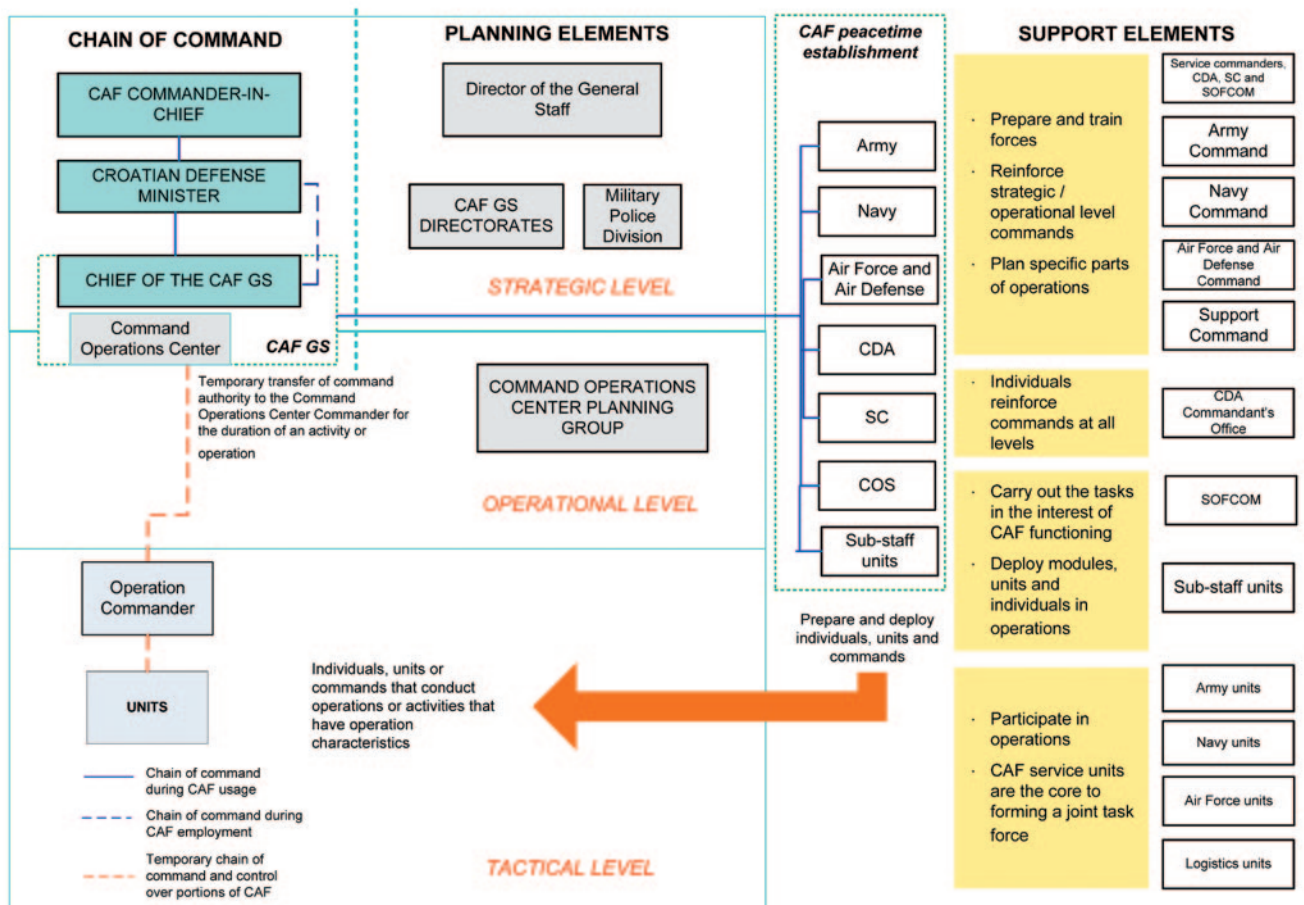 CHAIN OF COMMAND
CAF COMMANDER-IN-
CHIEF
CROATIAN DEFENSE
MINISTER
CHIEF OF THE CAF GS
Command
Operations Center
CAF GS
Temporary transfer of command
authority to the Command
Operations Center Commander for
the duration of an activity or
operation
Operation
Commander
UNITS
Chain of command
during CAF usage
Chain of command during
CAF employment
Temporary chain of
command and control
over portions of CAF
PLANNING ELEMENTS
Director of the General
Staff
CAF GS
DIRECTORATES
Military
Police
Division
STRATEGIC LEVEL
COMMAND OPERATIONS
CENTER PLANNING
GROUP
OPERATIONAL LEVEL
Individuals, units or
commands that conduct
operations or activities that
have operation
characteristics
TACTICAL LEVEL
CAF peacetime
establishment
Army
Navy
Air Force and
Air Defense
CDA
SC
COS
Sub-staff
units
Prepare and deploy
individuals, units and
commands
SUPPORT ELEMENTS
· Prepare and train
forces
· Reinforce
strategic /
operational level
commands
· Plan specific parts
of operations
Service commanders,
CDA, SC and
SOFCOM
Army
Command
Navy
Command
Air Force and Air
Defense
Command
Support
Command
· Individuals
reinforce
commands at all
levels
CDA
Commandant's
Office
· Carry out the tasks
in the interest of
CAF functioning
· Deploy modules,
units and
individuals in
operations
SOFCOM
Sub-staff units
· Participate in
operations
· CAF service units
are the core to
forming a joint task
force
Army units
Navy units
Air Force units
Logistics units